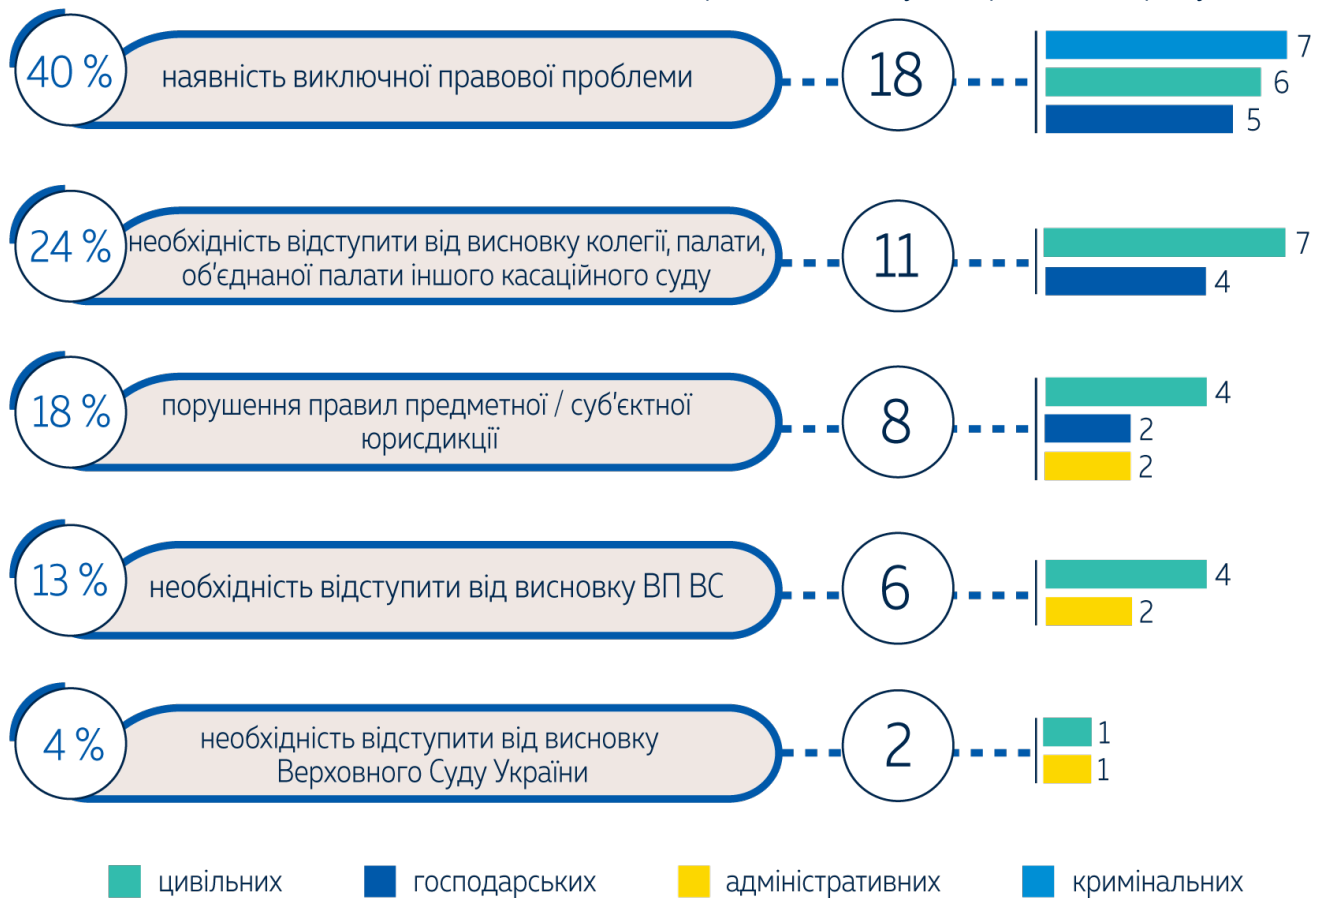 40 %
наявність виключної правової проблеми
18
7
6
5
24 %
необхідність відступити від висновку колегії, палати,
об'єднаної палати іншого касаційного суду
11
7
4
18 %
порушення правил предметної / суб'єктної
юрисдикції
8
4
2
2
13 %
необхідність відступити від висновку ВП ВС
6
4
2
4 %
необхідність відступити від висновку
Верховного Суду України
2
1
1
цивільних
господарських
адміністративних
кримінальних